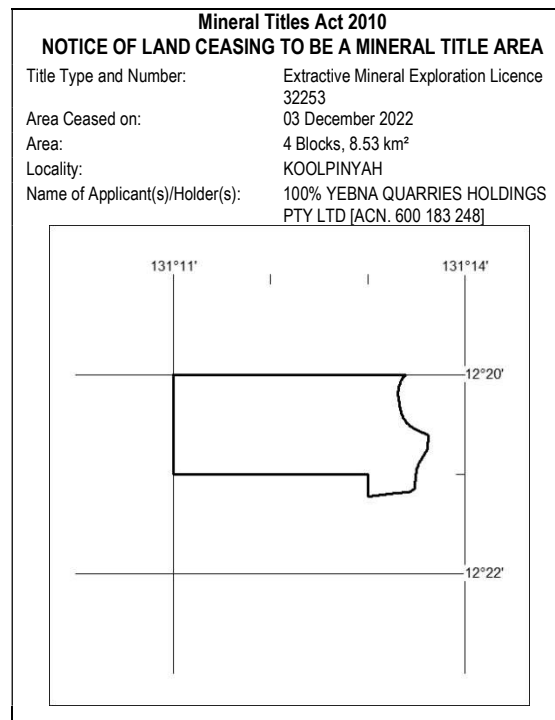 Mineral Titles Act 2010
NOTICE OF LAND CEASING TO BE A MINERAL TITLE AREA
Title Type and Number: Extractive Mineral Exploration Licence
32253
Area Ceased on: 03 December 2022
Area: 4 Blocks, 8.53 km²
Locality: KOOLPINYAH
Name of Applicant(s)/Holder(s): 100% YEBNA QUARRIES HOLDINGS
PTY LTD [ACN. 600 183 248]
131°11' 131°14'
12°20'
12°22'